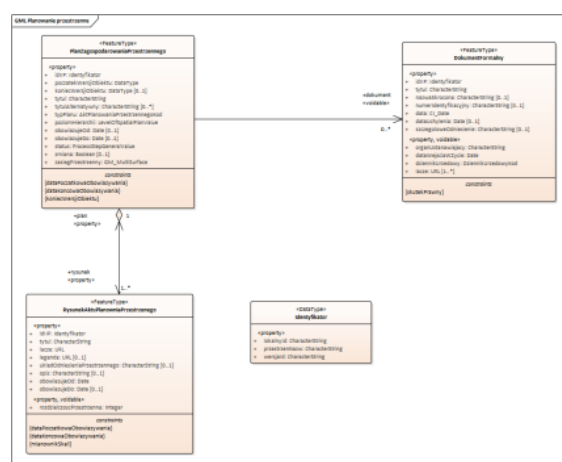 GML Planowanie przestrzenne
«FeatureType»
PlanZagospodarowaniaPrzestrzennego
«property»
+ idIIP: Identyfikator
+ poczatekWersjiObiektu: DateTime
+ koniecWersjiObiektu: DateTime [0..1]
+ tytul: CharacterString
+ tytulAlternatywny: CharacterString [0..*]
+ typPlanu: AktPlanowaniaPrzestrzennegoKod
+ poziomHierarchii: LevelOfSpatialPlanValue
+ obowiazujeOd: Date [0..1]
+ obowiazujeDo: Date [0..1]
+ status: ProcessStepGeneralValue
+ zmiana: Boolean [0..1]
+ zasiegPrzestrzenny: GM_MultiSurface
constraints
{dataPoczatkowaObowiazywania}
{dataKoncowaObowiazywania}
{koniecWersjiObiektu}
«FeatureType»
DokumentFormalny
«property»
+ idIIP: Identyfikator
+ tytul: CharacterString
+ nazwaSkrocona: CharacterString [0..1]
+ numerIdentyfikacyjny: CharacterString [0..1]
+ data: CI_Date
+ dataUchylenia: Date [0..1]
+ szczegoloweOdniesienie: CharacterString [0..*]
«property, voidable»
+ organUstanawiajacy: CharacterString
+ dataWejsciaWZycie: Date
+ dziennikUrzedowy: DziennikUrzedowyKod
+ lacze: URL [1..*]
constraints
{skutekPrawny}
+dokument
«voidable»
0..*
+plan
«property»
1
+rysunek
«property»
1..*
«FeatureType»
RysunekAktuPlanowaniaPrzestrzennego
«property»
+ idIIP: Identyfikator
+ tytul: CharacterString
+ lacze: URL
+ legenda: URL [0..1]
+ ukladOdniesieniaPrzestrzennego: CharacterString [0..1]
+ opis: CharacterString [0..1]
+ obowiazujeOd: Date
+ obowiazujeDo: Date [0..1]
«property, voidable»
+ rozdzielczoscPrzestrzenna: Integer
constraints
{dataPoczatkowaObowiazywania}
{dataKoncowaObowiazywania}
{mianownikSkali}
«DataType»
Identyfikator
«property»
+ lokalnyId: CharacterString
+ przestrzenNazw: CharacterString
+ wersjaId: CharacterString